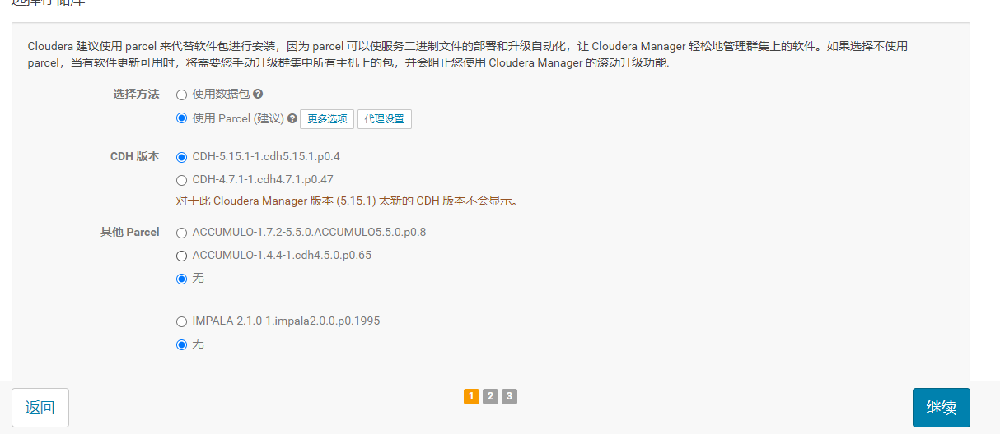 选择存储库
Cloudera 建议使用 parcel 来代替软件包进行安装，因为 parcel 可以使服务二进制文件的部署和升级自动化，让 Cloudera Manager 轻松地管理群集上的软件。如果选择不使用
parcel，当有软件更新可用时，将需要您手动升级群集中所有主机上的包，并会阻止您使用 Cloudera Manager 的滚动升级功能.
选择方法 使用数据包
使用 Parcel (建议) 更多选项 代理设置
CDH 版本 CDH-5.15.1-1.cdh5.15.1.p0.4
CDH-4.7.1-1.cdh4.7.1.p0.47
对于此 Cloudera Manager 版本 (5.15.1) 太新的 CDH 版本不会显示。
其他 Parcel ACCUMULO-1.7.2-5.5.0.ACCUMULO5.5.0.p0.8
ACCUMULO-1.4.4-1.cdh4.5.0.p0.65
无
IMPALA-2.1.0-1.impala2.0.0.p0.1995
无
返回 1 2 3 继续